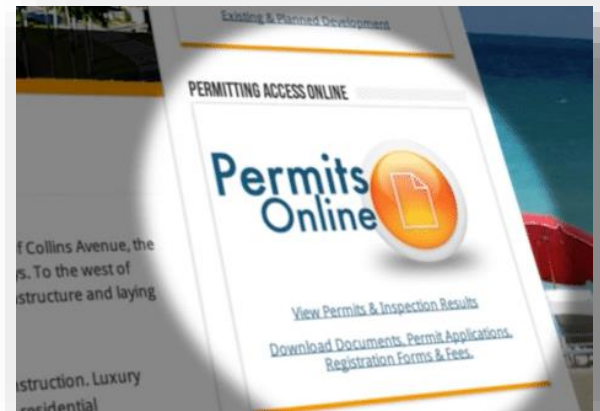 Existing & Planned Development
PERMITTING ACCESS ONLINE
Permits
Online
View Permits & Inspection Results
Download Documents, Permit Applications,
Registration Forms & Fees.
f Collins Avenue, the
s. To the west of
structure and laying
struction. Luxury
residential